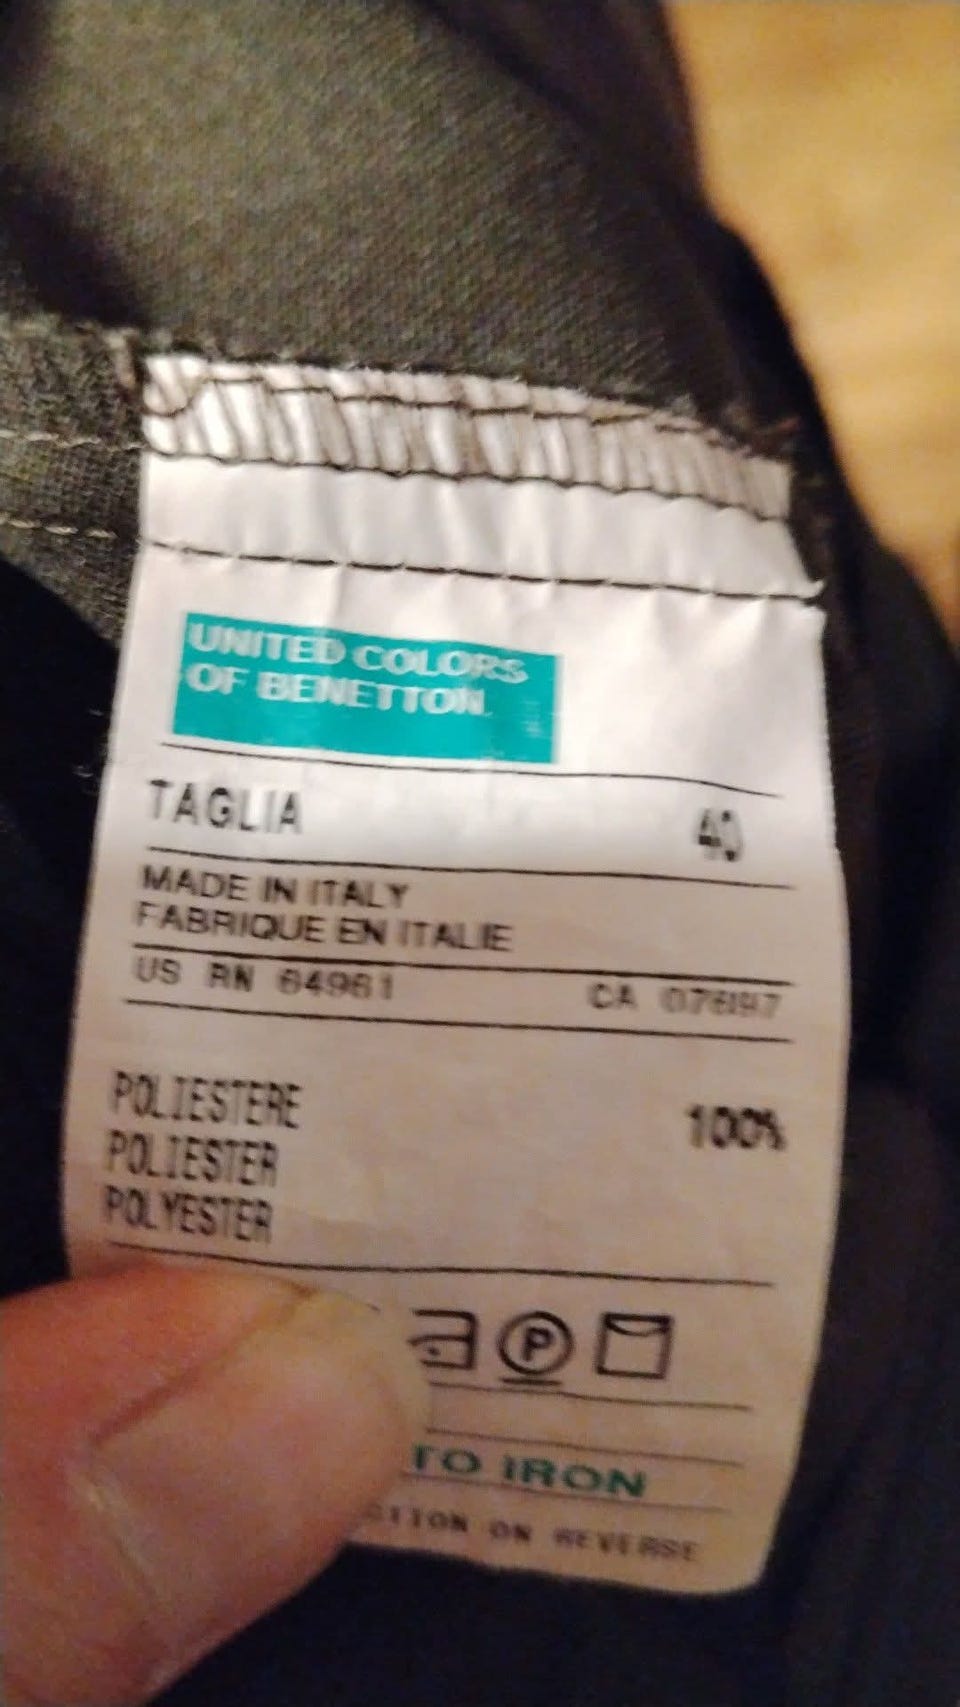 UNITED COLORS
OF BENETTON.
TAGLIA 40
MADE IN ITALY
FABRIQUE EN ITALIE
US RN 64961 CA 07697
POLIESTERE 100%
POLIESTER
POLYESTER
P
TO IRON
ON REVERSE